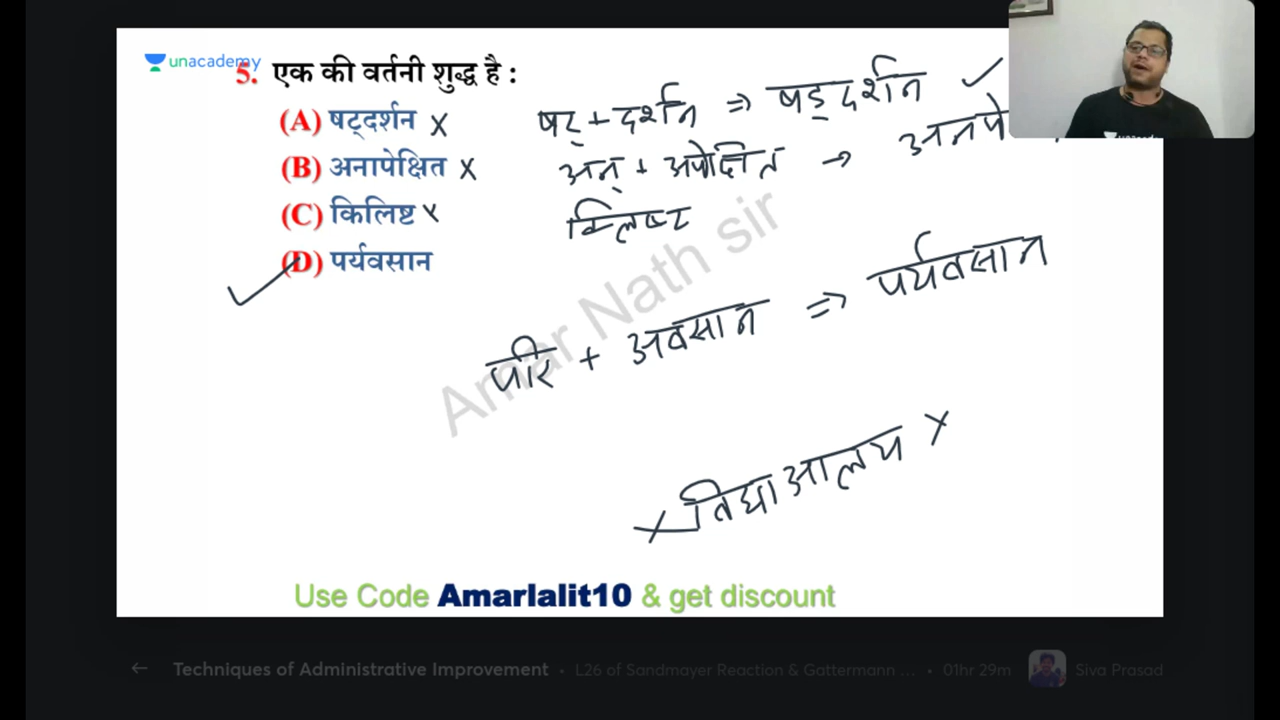 unacademy
5. एक की वर्तनी शुद्ध है :
(A) षट्दर्शन x षट् + दर्शन => षड्दर्शन
(B) अनापेक्षित x अन् + अपेक्षित → अनपे
(C) किलिष्ट x क्लिष्ट
(D) पर्यवसान
परि + अवसान => पर्यवसान
x विद्याआलय x
Amar Nath sir
Use Code Amarlalit10 & get discount
← Techniques of Administrative Improvement • L26 of Sandmayer Reaction & Gattermann ... • 01hr 29m Siva Prasad